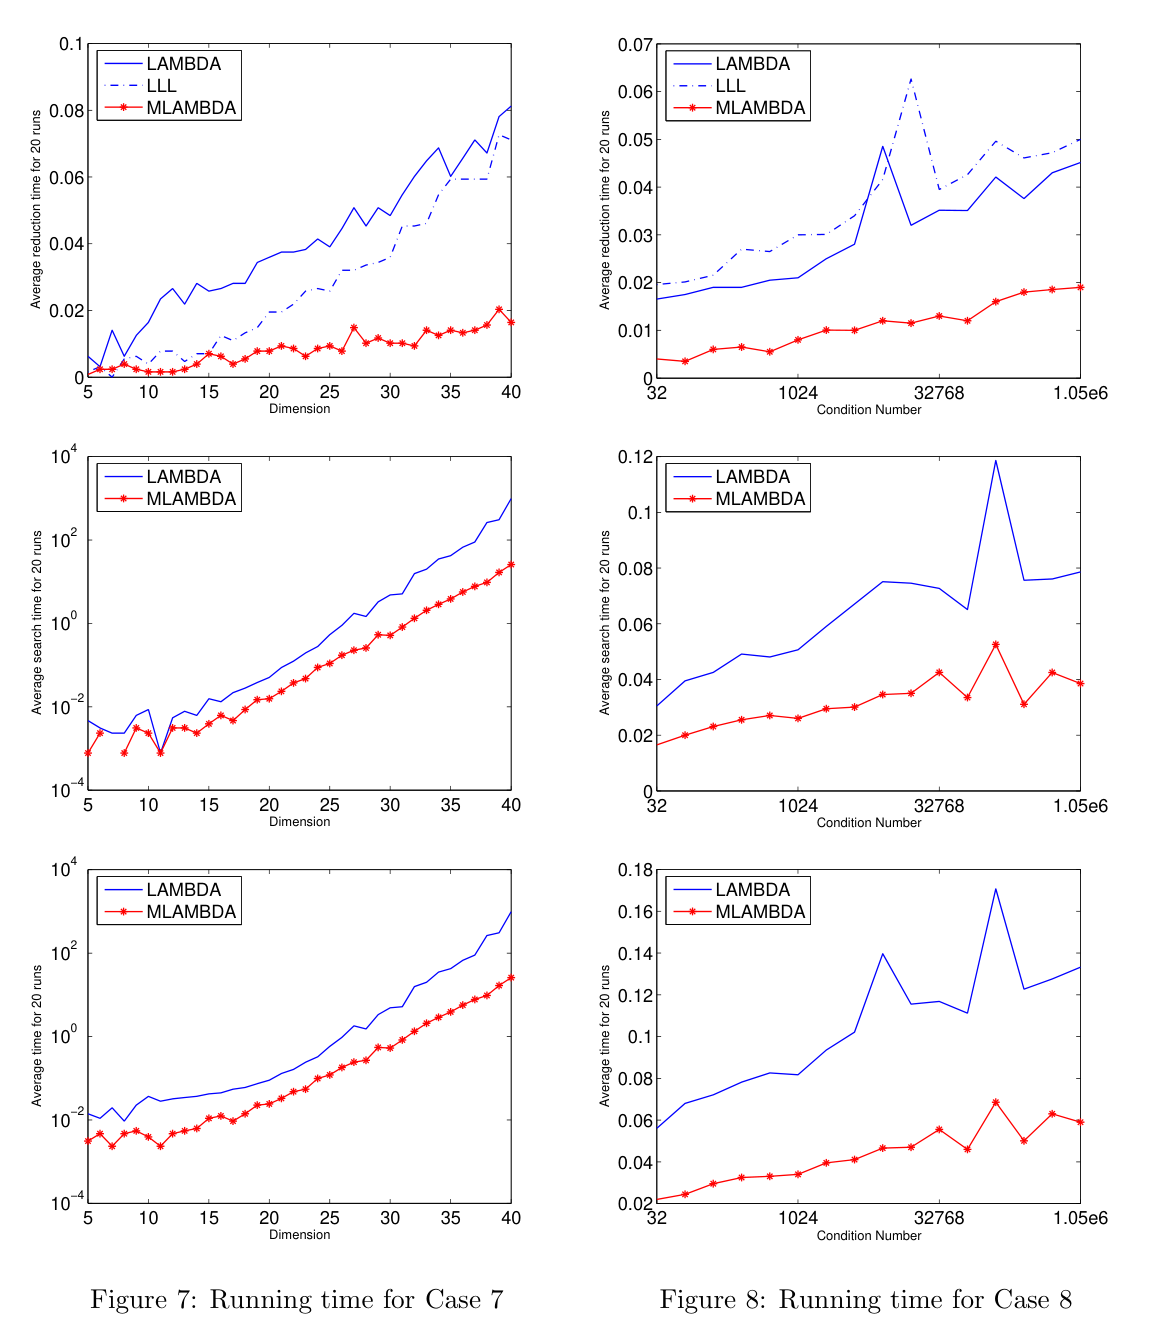 0.1
0.08
0.06
0.04
0.02
0
5 10 15 20 25 30 35 40
Dimension
Average reduction time for 20 runs
LAMBDA
LLL
MLAMBDA
0.07
0.06
0.05
0.04
0.03
0.02
0.01
0
32 1024 32768 1.05e6
Condition Number
Average reduction time for 20 runs
LAMBDA
LLL
MLAMBDA
10^4
10^2
10^0
10^−2
10^−4
5 10 15 20 25 30 35 40
Dimension
Average search time for 20 runs
LAMBDA
MLAMBDA
0.12
0.1
0.08
0.06
0.04
0.02
0
32 1024 32768 1.05e6
Condition Number
Average search time for 20 runs
LAMBDA
MLAMBDA
10^4
10^2
10^0
10^−2
10^−4
5 10 15 20 25 30 35 40
Dimension
Average time for 20 runs
LAMBDA
MLAMBDA
0.18
0.16
0.14
0.12
0.1
0.08
0.06
0.04
0.02
32 1024 32768 1.05e6
Condition Number
Average time for 20 runs
LAMBDA
MLAMBDA
Figure 7: Running time for Case 7
Figure 8: Running time for Case 8